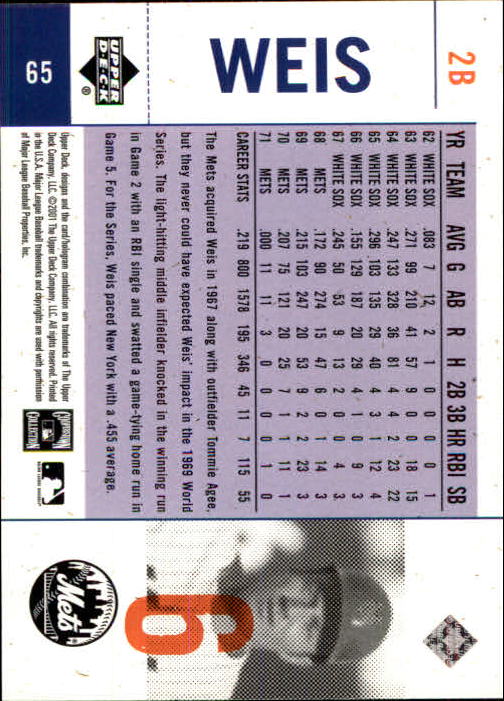 65
UPPER
DECK
®
WEIS
2B
YR TEAM AVG G AB R H 2B 3B HR RBI SB
62 WHITE SOX .083 7 12 2 1 0 0 0 0 1
63 WHITE SOX .271 99 210 41 57 9 0 0 18 15
64 WHITE SOX .247 133 328 36 81 4 4 2 23 22
65 WHITE SOX .296 103 135 29 40 4 3 1 12 4
66 WHITE SOX .155 129 187 20 29 4 1 0 9 3
67 WHITE SOX .245 50 53 9 13 2 0 0 4 3
68 METS .172 90 274 15 47 6 0 1 14 3
69 METS .215 103 247 20 53 9 2 2 23 3
70 METS .207 75 121 20 25 7 1 1 11 1
71 METS .000 11 11 3 0 0 0 0 1 0
CAREER STATS .219 800 1578 195 346 45 11 7 115 55
The Mets acquired Weis in 1967 along with outfielder Tommie Agee,
but they never could have expected Weis' impact in the 1969 World
Series. The light-hitting middle infielder knocked in the winning run
in Game 2 with an RBI single and swatted a game-tying home run in
Game 5. For the Series, Weis paced New York with a .455 average.
Upper Deck, design and the card/hologram combination are trademarks of The Upper
Deck Company, LLC. ©2001 The Upper Deck Company, LLC. All rights reserved. Printed
in the U.S.A. Major League Baseball trademarks and copyrights are used with permission
of Major League Baseball Properties, Inc.
COOPERSTOWN
COLLECTION
6
Mets